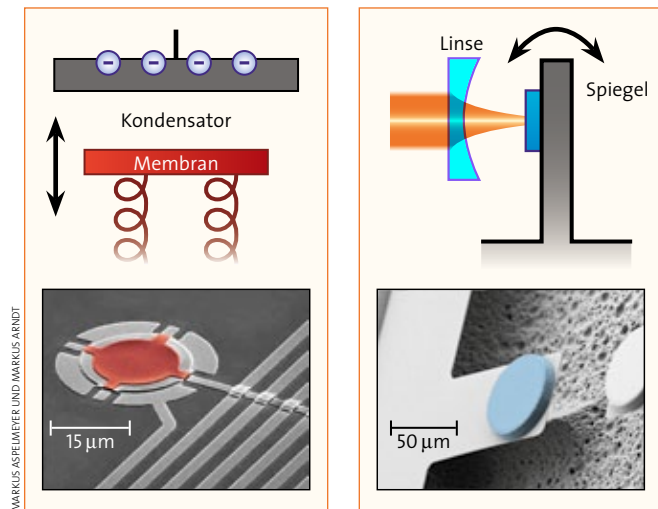 Kondensator
Membran
15 μm
Linse
Spiegel
50 μm
MARKUS ASPELMEYER UND MARKUS ARNDT